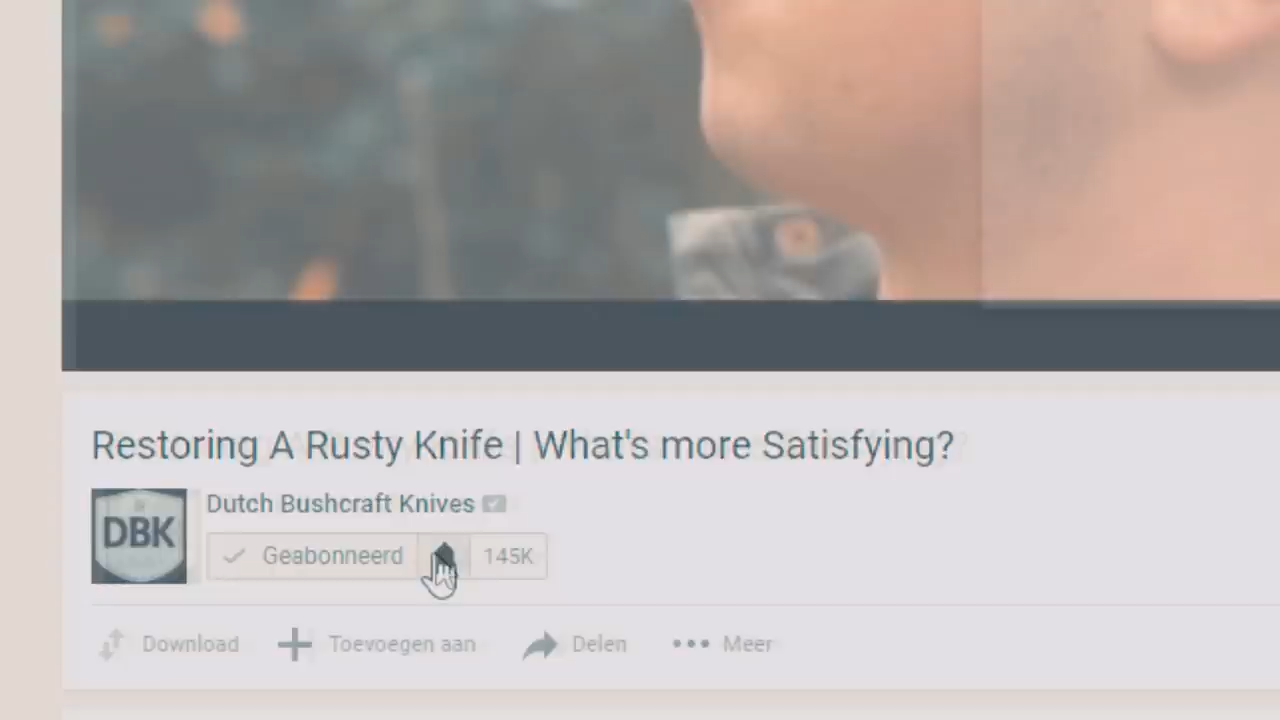 Restoring A Rusty Knife | What's more Satisfying?
DBK
Dutch Bushcraft Knives
Geabonneerd 145K
Download Toevoegen aan Delen Meer